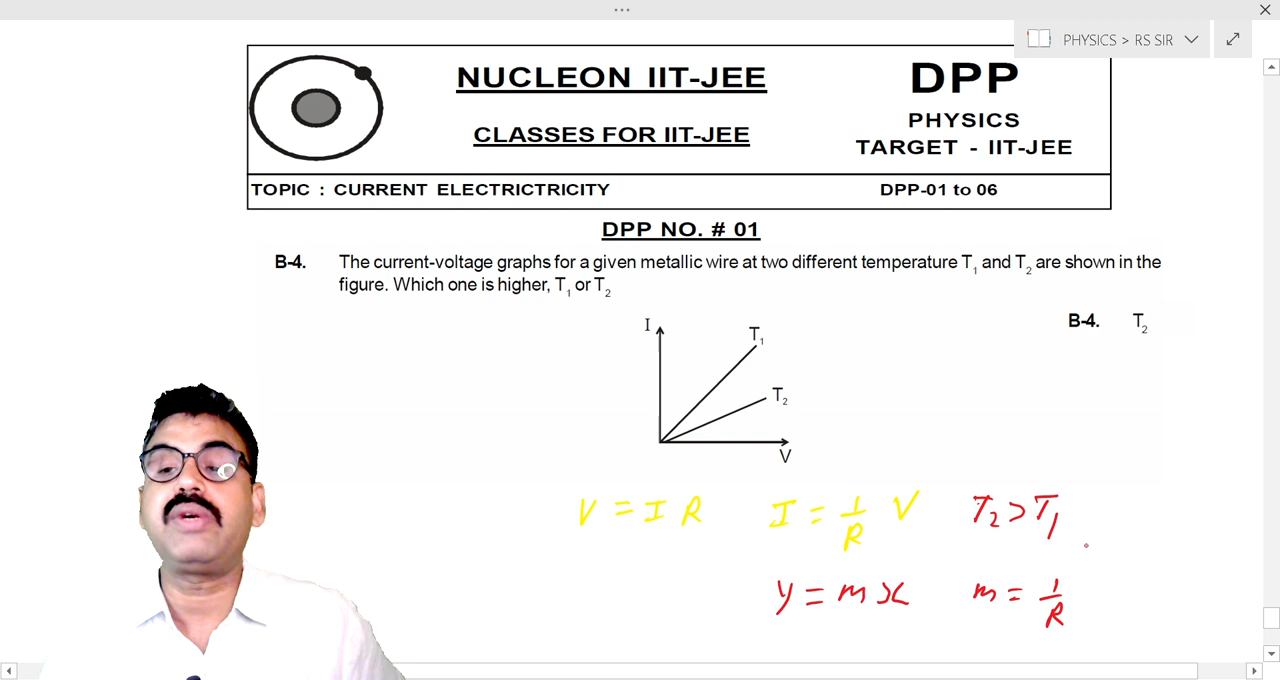 PHYSICS > RS SIR
NUCLEON IIT-JEE
CLASSES FOR IIT-JEE
DPP
PHYSICS
TARGET - IIT-JEE
TOPIC : CURRENT ELECTRICTRICITY
DPP-01 to 06
DPP NO. # 01
B-4. The current-voltage graphs for a given metallic wire at two different temperature T₁ and T₂ are shown in the
figure. Which one is higher, T₁ or T₂
B-4. T₂
I
T₁
T₂
V
V = I R
I = 1/R V
T₂ > T₁
y = m x
m = 1/R